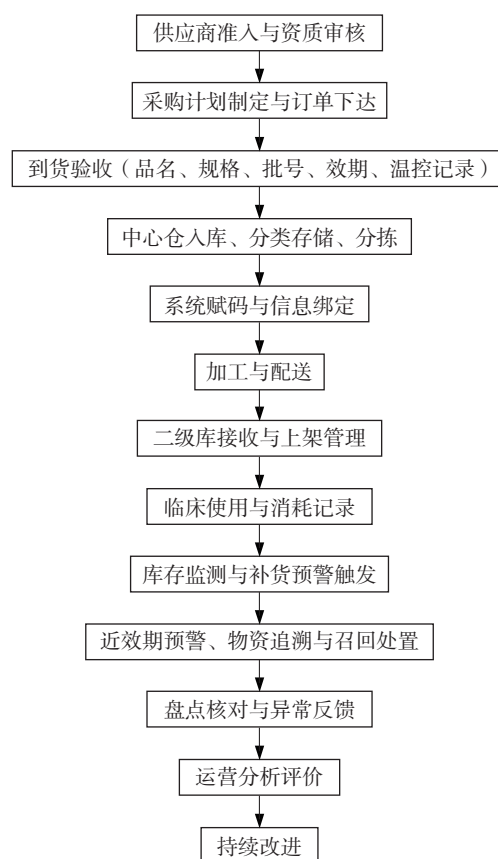 供应商准入与资质审核
采购计划制定与订单下达
到货验收（品名、规格、批号、效期、温控记录）
中心仓入库、分类存储、分拣
系统赋码与信息绑定
加工与配送
二级库接收与上架管理
临床使用与消耗记录
库存监测与补货预警触发
近效期预警、物资追溯与召回处置
盘点核对与异常反馈
运营分析评价
持续改进